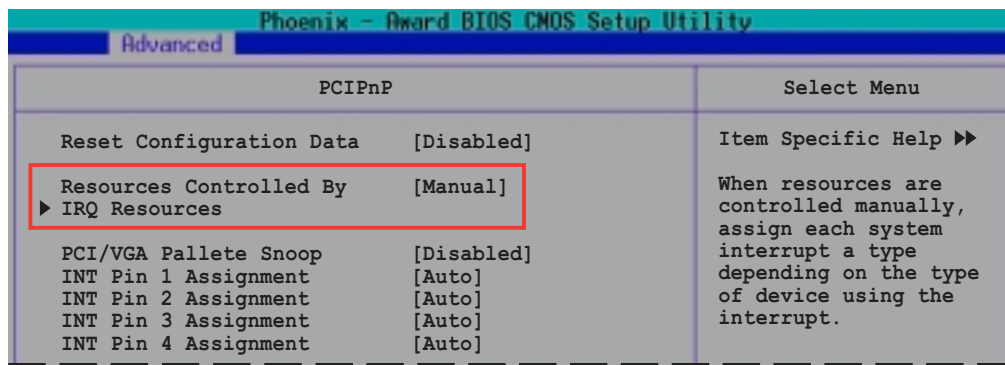 Phoenix - Award BIOS CMOS Setup Utility
Advanced
PCIPnP
Select Menu
Reset Configuration Data [Disabled]
Resources Controlled By [Manual]
IRQ Resources
PCI/VGA Pallete Snoop [Disabled]
INT Pin 1 Assignment [Auto]
INT Pin 2 Assignment [Auto]
INT Pin 3 Assignment [Auto]
INT Pin 4 Assignment [Auto]
Item Specific Help
When resources are
controlled manually,
assign each system
interrupt a type
depending on the type
of device using the
interrupt.